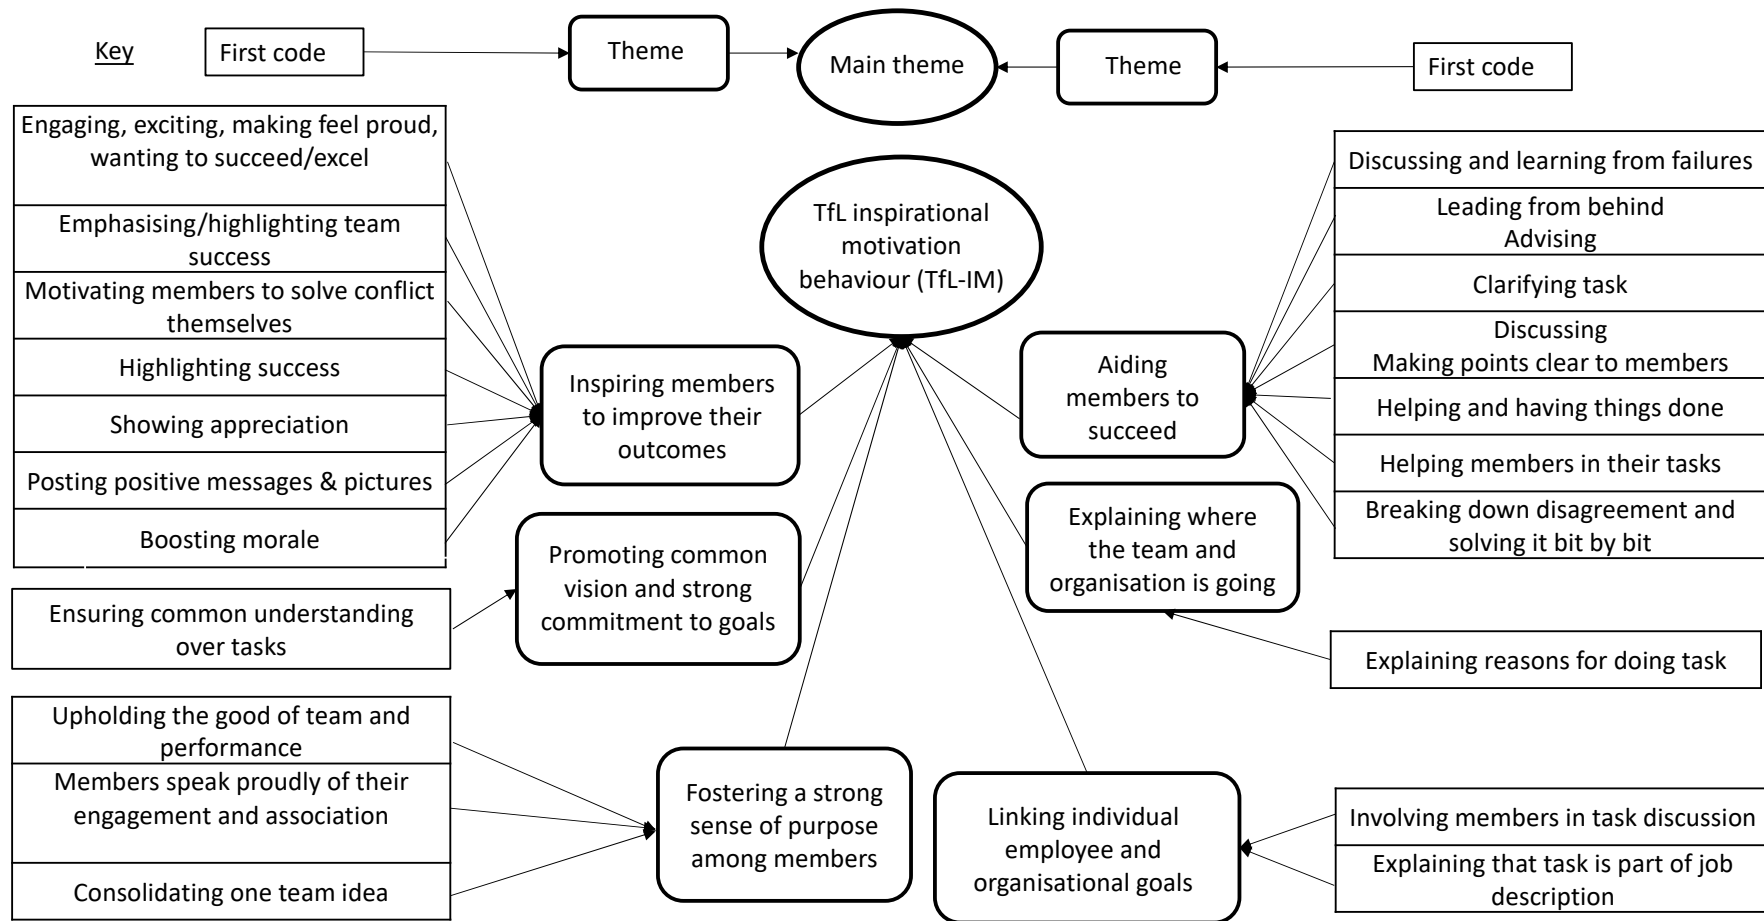 Key
First code
Theme
Main theme
Theme
First code
Engaging, exciting, making feel proud,
wanting to succeed/excel
Emphasising/highlighting team
success
Motivating members to solve conflict
themselves
Highlighting success
Showing appreciation
Posting positive messages & pictures
Boosting morale
Ensuring common understanding
over tasks
Upholding the good of team and
performance
Members speak proudly of their
engagement and association
Consolidating one team idea
Inspiring members
to improve their
outcomes
Promoting common
vision and strong
commitment to goals
Fostering a strong
sense of purpose
among members
TfL inspirational
motivation
behaviour (TfL-IM)
Aiding
members to
succeed
Explaining where
the team and
organisation is going
Linking individual
employee and
organisational goals
Discussing and learning from failures
Leading from behind
Advising
Clarifying task
Discussing
Making points clear to members
Helping and having things done
Helping members in their tasks
Breaking down disagreement and
solving it bit by bit
Explaining reasons for doing task
Involving members in task discussion
Explaining that task is part of job
description